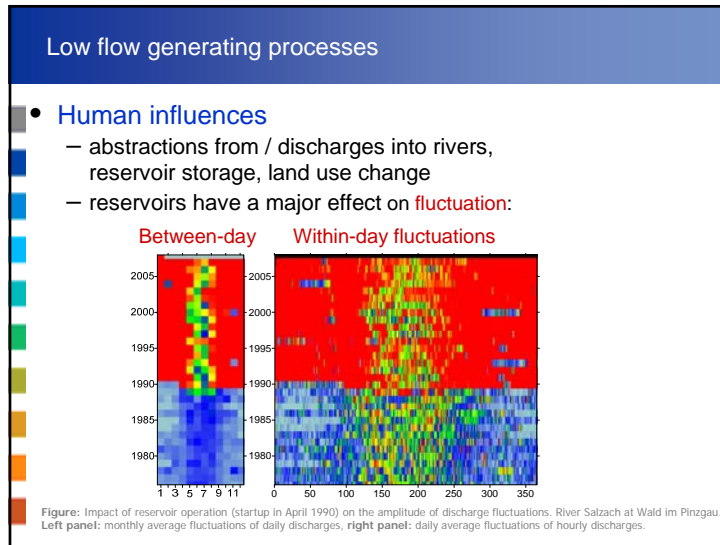 Low flow generating processes
• Human influences
– abstractions from / discharges into rivers,
reservoir storage, land use change
– reservoirs have a major effect on fluctuation:
Between-day Within-day fluctuations
2005 2005
2000 2000
1995 1995
1990 1990
1985 1985
1980 1980
1 3 5 7 9 11 0 50 100 150 200 250 300 350
Figure: Impact of reservoir operation (startup in April 1990) on the amplitude of discharge fluctuations. River Salzach at Wald im Pinzgau.
Left panel: monthly average fluctuations of daily discharges, right panel: daily average fluctuations of hourly discharges.